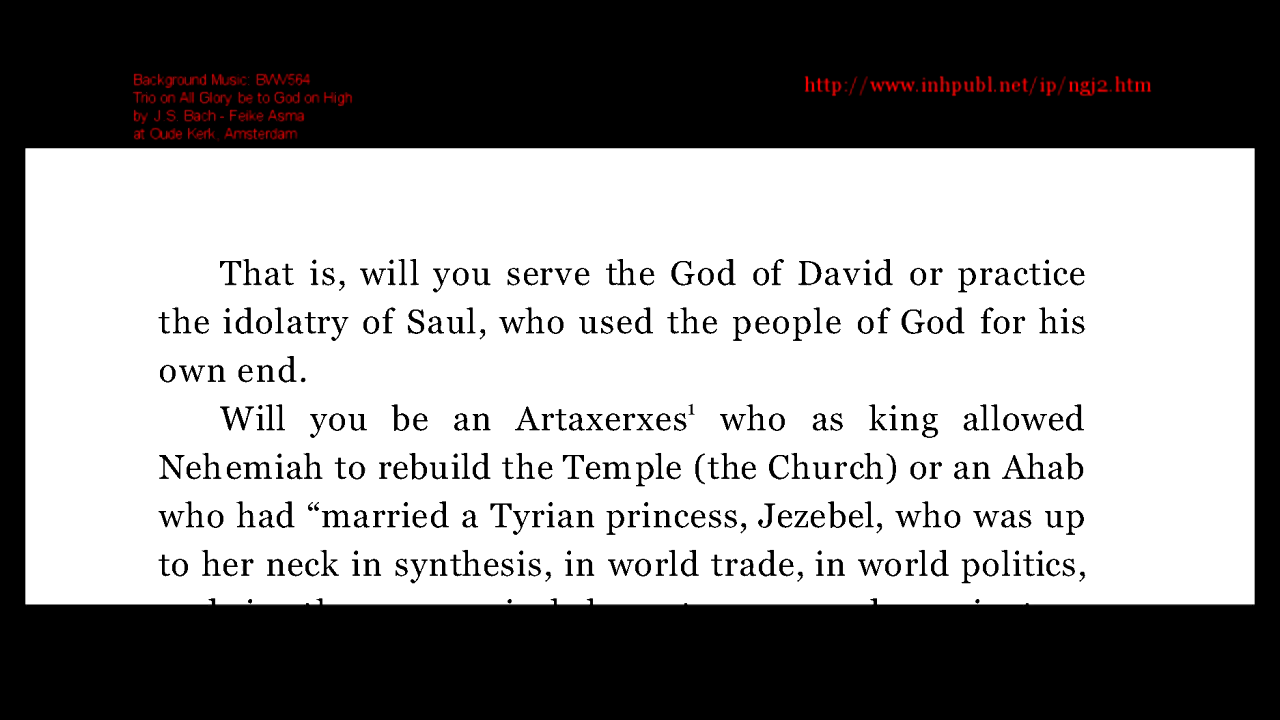 Background Music: BVW564
Trio on All Glory be to God on High
by J.S. Bach - Feike Asma
at Oude Kerk, Amsterdam
http://www.inhpubl.net/ip/ngj2.htm
That is, will you serve the God of David or practice
the idolatry of Saul, who used the people of God for his
own end.
Will you be an Artaxerxes¹ who as king allowed
Nehemiah to rebuild the Temple (the Church) or an Ahab
who had “married a Tyrian princess, Jezebel, who was up
to her neck in synthesis, in world trade, in world politics,